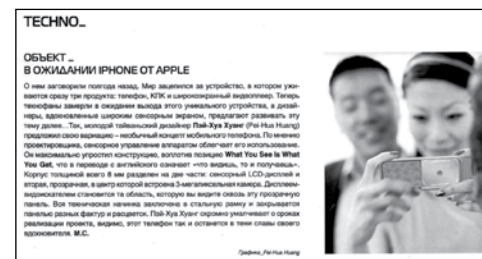 TECHNO_
ОБЪЕКТ _
В ОЖИДАНИИ IPHONE ОТ APPLE
О нем заговорили полгода назад. Мир зациклился за устройство, в котором ужи-
ваются сразу три продукта: телефон, КПК и широкоэкранный видеоплеер. Теперь
технофаны замерли в ожидании выхода этого уникального устройства, а дизай-
неры, вдохновленные широким сенсорным экраном, предлагают развивать эту
тему далее...Так, молодой тайваньский дизайнер Пэй-Хуа Хуанг (Pei-Hua Huang)
предложил свою вариацию – необычный концепт мобильного телефона. По мнению
проектировщика, сенсорное управление аппаратом облегчает его использование.
Он максимально упростил конструкцию, воплотив позицию What You See Is What
You Get, что в переводе с английского означает «что видишь, то и получаешь».
Корпус толщиной всего 8 мм разделен на две части: сенсорный LCD-дисплей и
вторая, прозрачная, в центр которой встроена 3-мегапиксельная камера. Дисплеем-
видоискателем становится та область, которую вы видите сквозь эту прозрачную
панель. Вся техническая начинка заключена в стальную рамку и закрывается
панелью разных фактур и расцветок. Пэй-Хуа Хуанг скромно умалчивает о сроках
реализации проекта, видимо, этот телефон так и останется в тени славы своего
вдохновителя. М.С.
Графика_Pei-Hua Huang